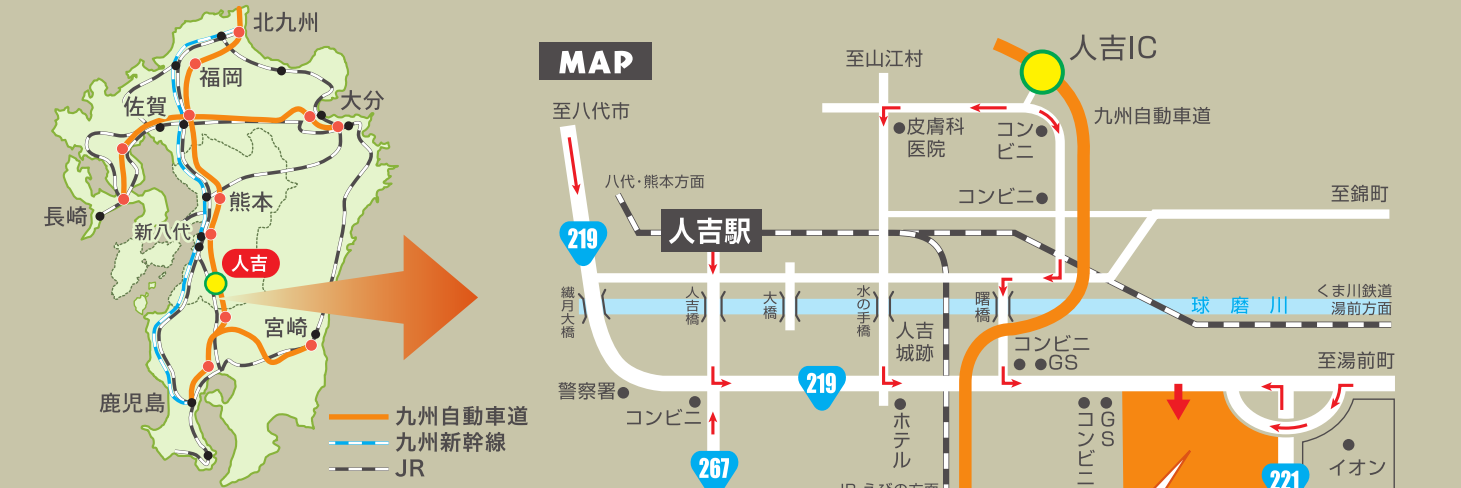 北九州
福岡
佐賀
大分
長崎
熊本
新八代
人吉
宮崎
鹿児島
九州自動車道
九州新幹線
JR
MAP
至八代市
219
八代・熊本方面
人吉駅
至山江村
人吉IC
九州自動車道
皮膚科
医院
コン
ビニ
コンビニ
至錦町
繊月大橋
人吉橋
大橋
水の手橋
曙橋
人吉
城跡
球磨川
くま川鉄道
湯前方面
コンビニ
GS
至湯前町
警察署
コンビニ
219
267
ホテル
コンビニ
GS
イオン
221